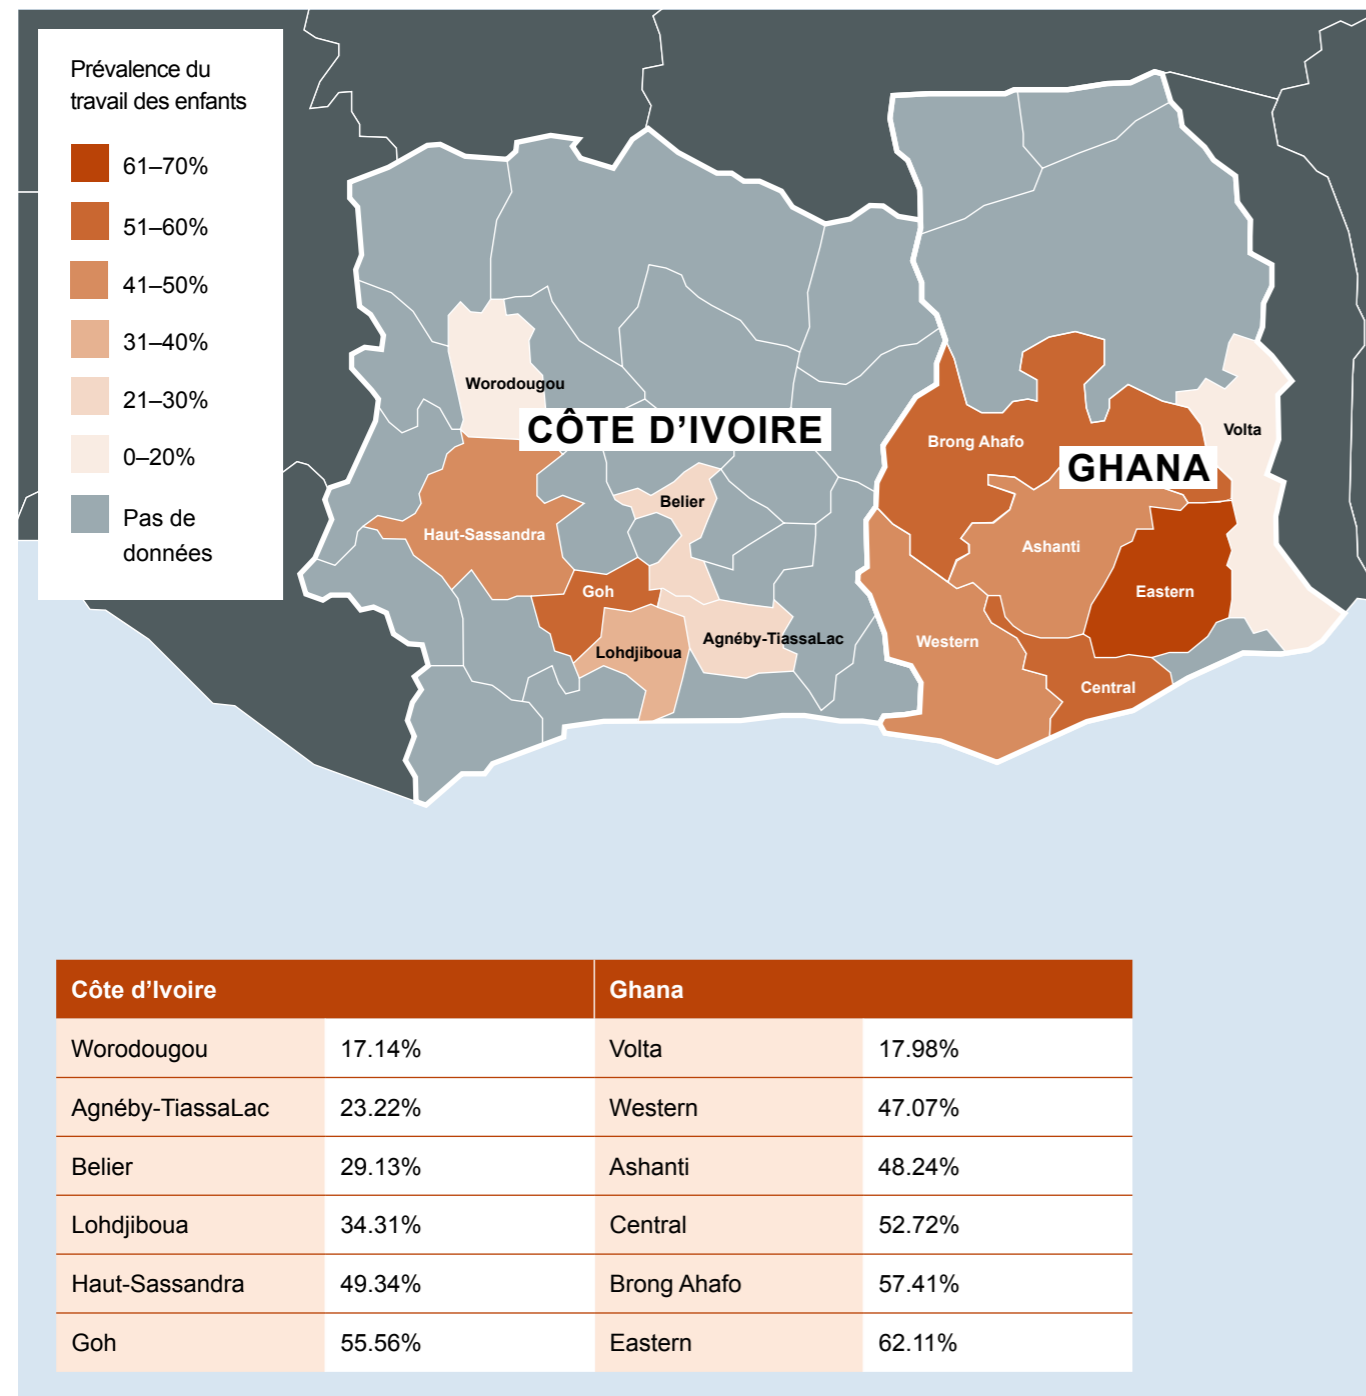 Prévalence du
travail des enfants
61–70%
51–60%
41–50%
31–40%
21–30%
0–20%
Pas de
données
Worodougou
CÔTE D’IVOIRE
Brong Ahafo
Volta
GHANA
Belier
Haut-Sassandra
Ashanti
Goh
Eastern
Lohdjiboua
Agnéby-TiassaLac
Western
Central
Côte d’Ivoire Ghana
Worodougou 17.14% Volta 17.98%
Agnéby-TiassaLac 23.22% Western 47.07%
Belier 29.13% Ashanti 48.24%
Lohdjiboua 34.31% Central 52.72%
Haut-Sassandra 49.34% Brong Ahafo 57.41%
Goh 55.56% Eastern 62.11%